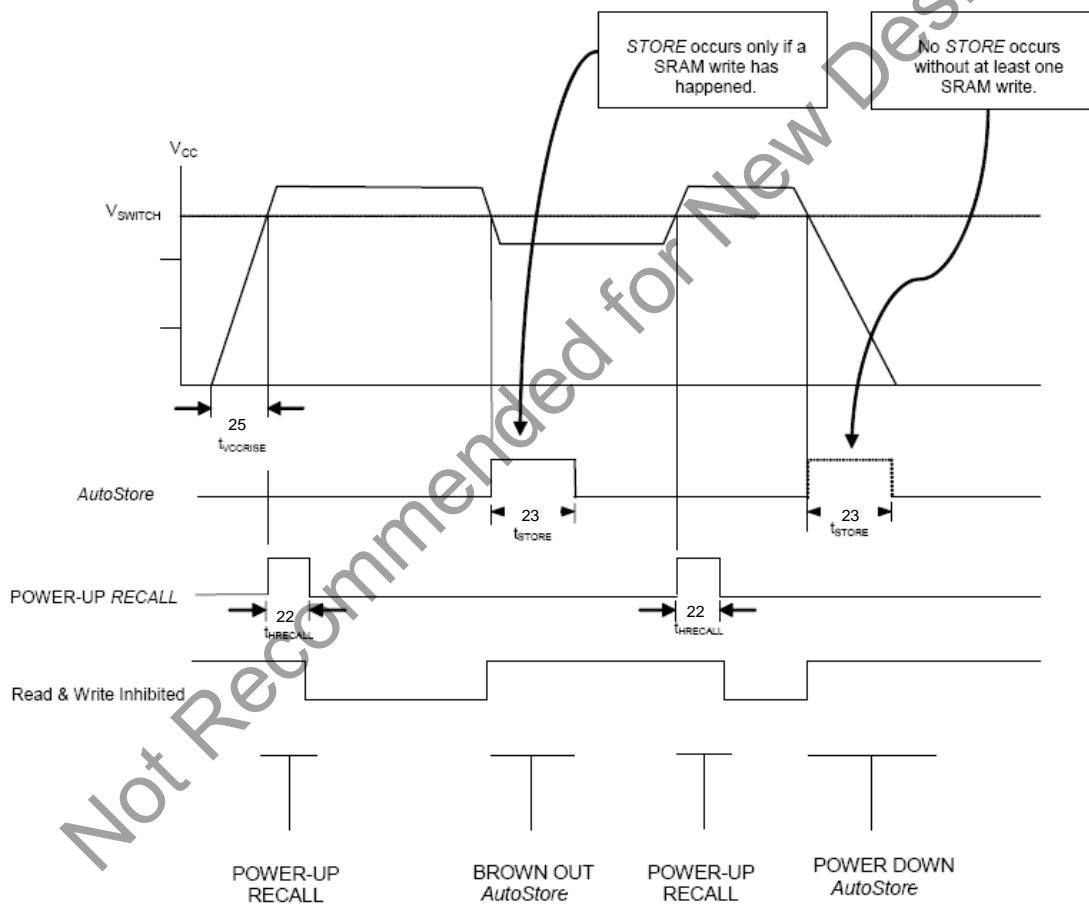 STORE occurs only if a
SRAM write has
happened.
No STORE occurs
without at least one
SRAM write.
Not Recommended for New Desi
VCC
VSWITCH
25
tVCCRISE
AutoStore
23
tSTORE
23
tSTORE
POWER-UP RECALL
22
tHRECALL
22
tHRECALL
Read & Write Inhibited
POWER-UP
RECALL
BROWN OUT
AutoStore
POWER-UP
RECALL
POWER DOWN
AutoStore